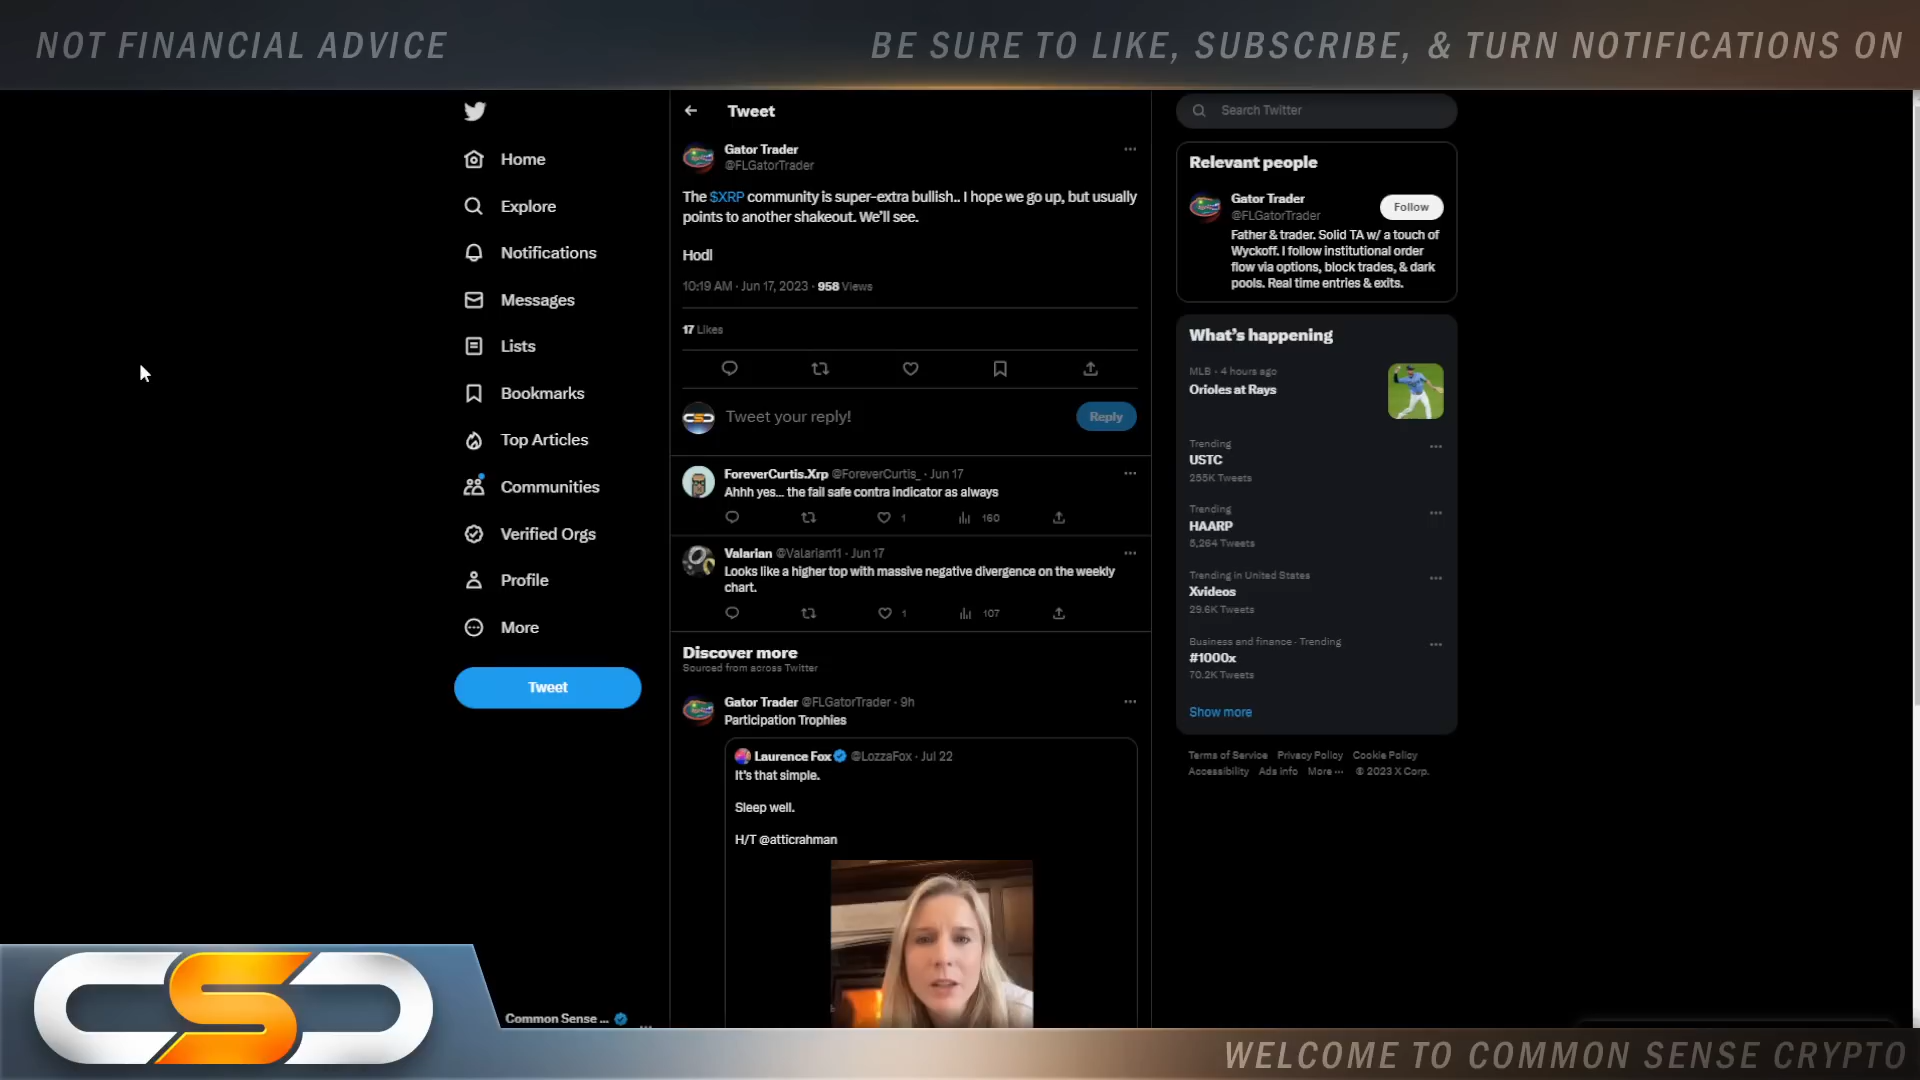 NOT FINANCIAL ADVICE
BE SURE TO LIKE, SUBSCRIBE, & TURN NOTIFICATIONS ON
Home
Explore
Notifications
Messages
Lists
Bookmarks
Top Articles
Communities
Verified Orgs
Profile
More
Tweet
Common Sense ...
Tweet
Gator Trader
@FLGatorTrader
The $XRP community is super-extra bullish.. I hope we go up, but usually
points to another shakeout. We'll see.
Hodl
10:19 AM · Jun 17, 2023 · 958 Views
17 Likes
CSC
Tweet your reply!
Reply
ForeverCurtis.Xrp @ForeverCurtis_ · Jun 17
Ahhh yes... the fail safe contra indicator as always
1
160
Valarian @Valarian11 · Jun 17
Looks like a higher top with massive negative divergence on the weekly
chart.
1
107
Discover more
Sourced from across Twitter
Gator Trader @FLGatorTrader · 9h
Participation Trophies
Laurence Fox @LozzaFox · Jul 22
It's that simple.
Sleep well.
H/T @atticrahman
Search Twitter
Relevant people
Gator Trader
@FLGatorTrader
Follow
Father & trader. Solid TA w/ a touch of
Wyckoff. I follow institutional order
flow via options, block trades, & dark
pools. Real time entries & exits.
What's happening
MLB · 4 hours ago
Orioles at Rays
Trending
USTC
255K Tweets
Trending
HAARP
5,264 Tweets
Trending in United States
Xvideos
29.6K Tweets
Business and finance · Trending
#1000x
70.2K Tweets
Show more
Terms of Service Privacy Policy Cookie Policy
Accessibility Ads info More ··· © 2023 X Corp.
CSC
WELCOME TO COMMON SENSE CRYPTO